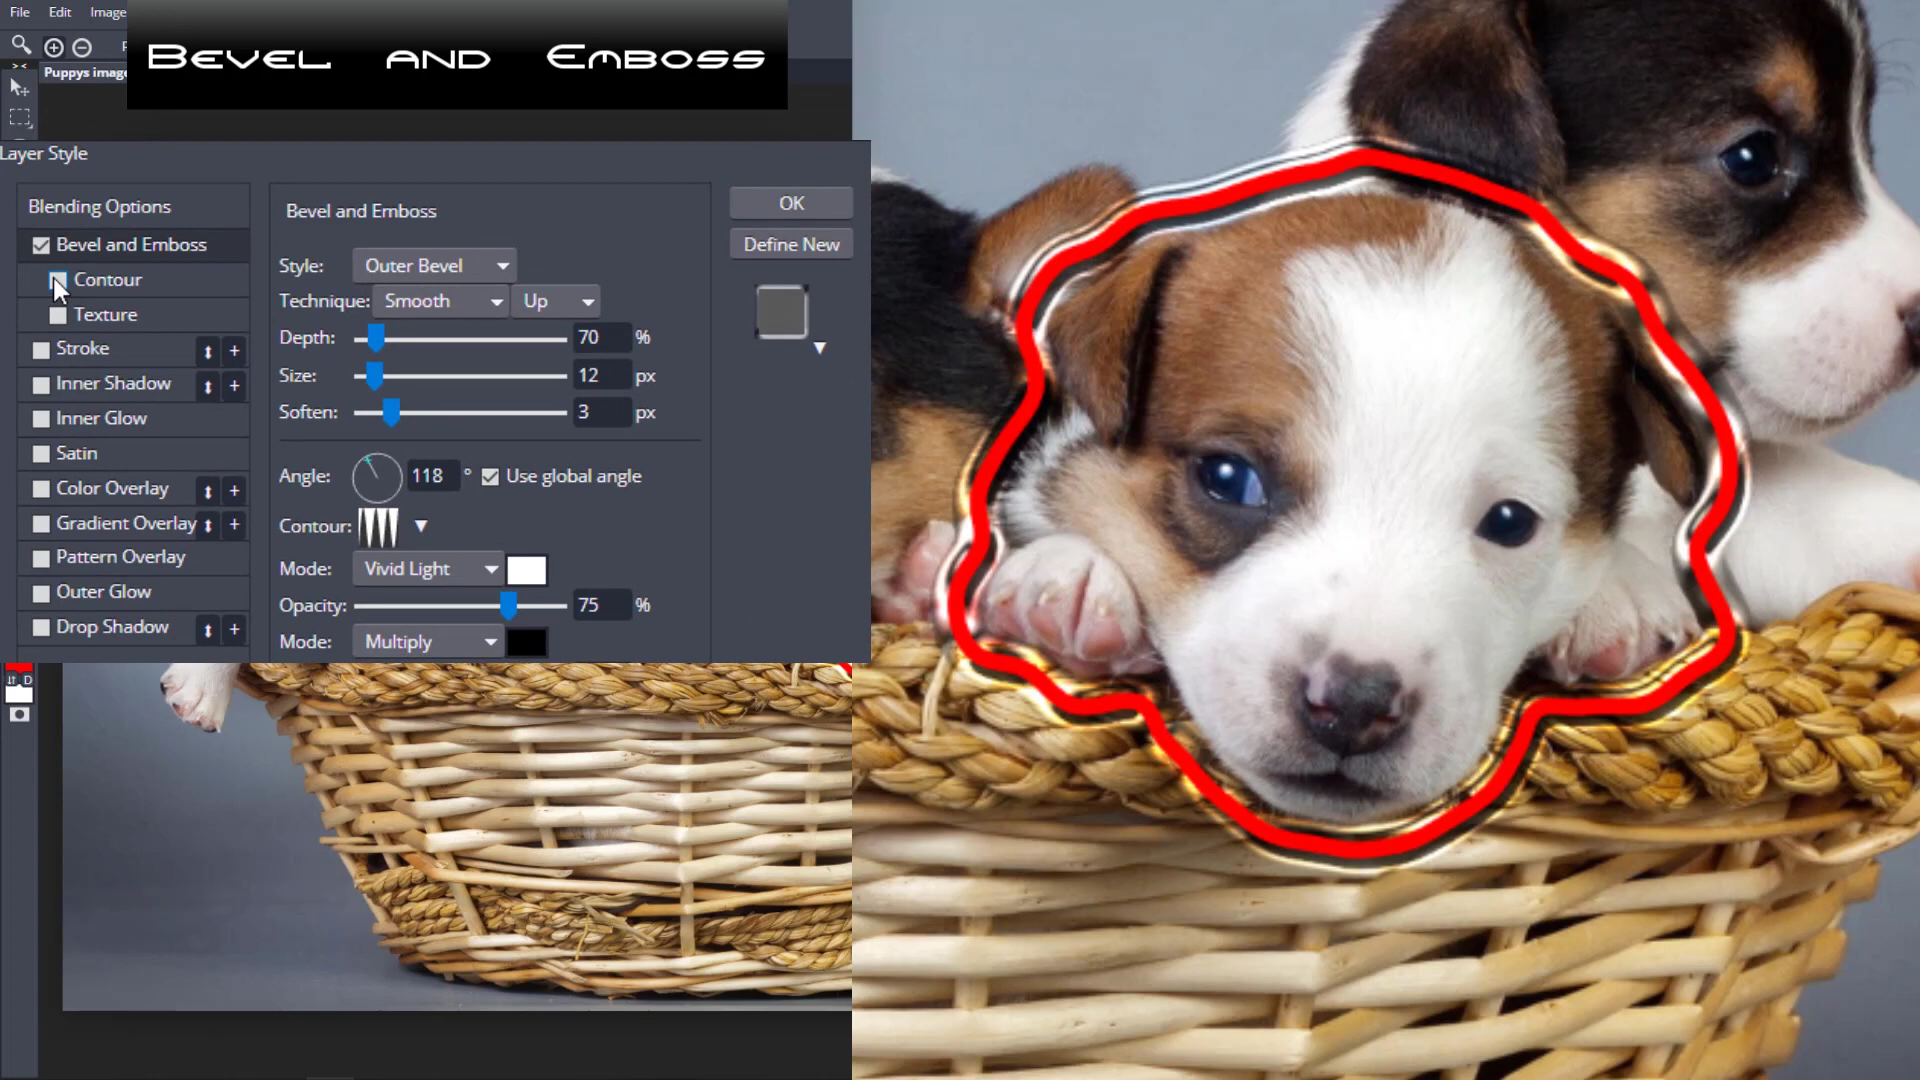 File Edit Image
Bevel and Emboss
Puppys image
Layer Style
Blending Options
Bevel and Emboss
Contour
Texture
Stroke +
Inner Shadow +
Inner Glow
Satin
Color Overlay +
Gradient Overlay +
Pattern Overlay
Outer Glow
Drop Shadow +
Bevel and Emboss
Style: Outer Bevel
Technique: Smooth Up
Depth: 70 %
Size: 12 px
Soften: 3 px
Angle: 118 ° Use global angle
Contour:
Mode: Vivid Light
Opacity: 75 %
Mode: Multiply
OK
Define New
D